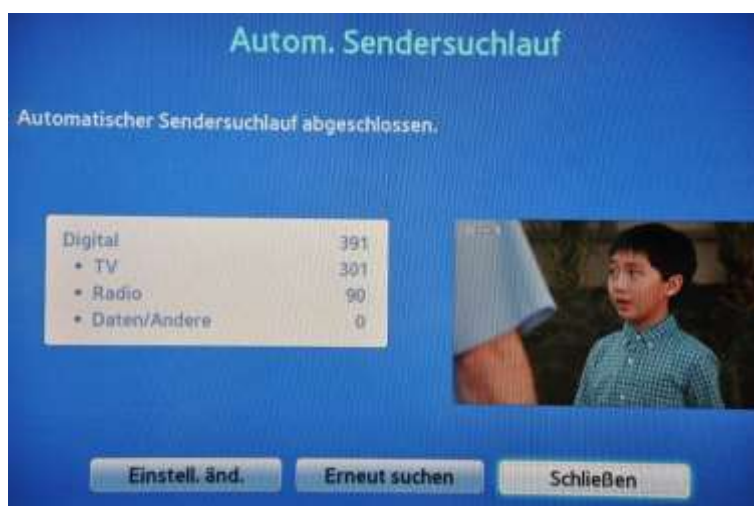 Autom. Sendersuchlauf
Automatischer Sendersuchlauf abgeschlossen.
Digital 391
• TV 301
• Radio 90
• Daten/Andere 0
Einstell. änd. Erneut suchen Schließen